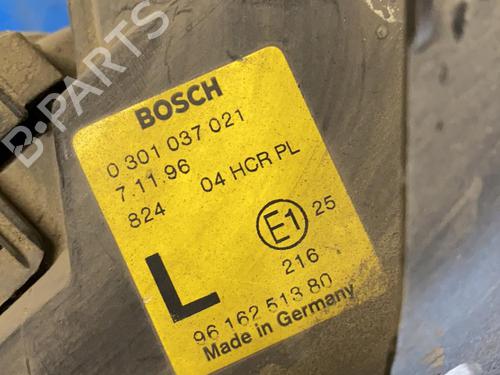 B-PARTS
BOSCH
0 301 037 021
7.11.96
824 04 HCR PL
E1 25
L
216
96 162 513 80
Made in Germany